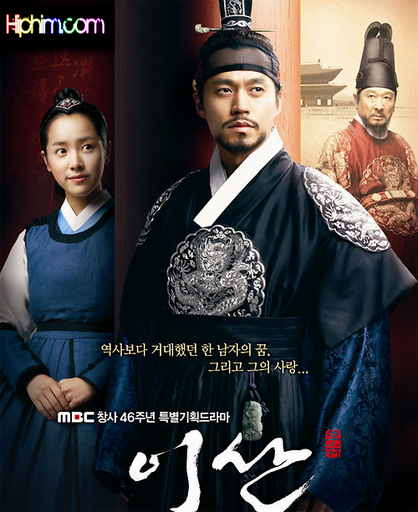 Hiphim.com
역사보다 거대했던 한 남자의 꿈,
그리고 그의 사랑...
MBC 창사 46주년 특별기획드라마
이산